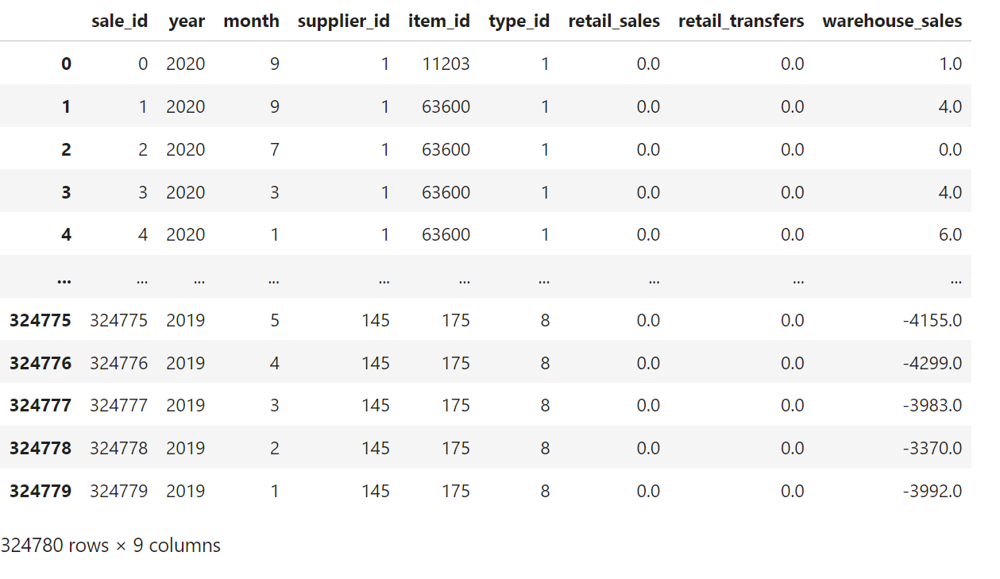 sale_id year month supplier_id item_id type_id retail_sales retail_transfers warehouse_sales
0 0 2020 9 1 11203 1 0.0 0.0 1.0
1 1 2020 9 1 63600 1 0.0 0.0 4.0
2 2 2020 7 1 63600 1 0.0 0.0 0.0
3 3 2020 3 1 63600 1 0.0 0.0 4.0
4 4 2020 1 1 63600 1 0.0 0.0 6.0
... ... ... ... ... ... ... ... ... ...
324775 324775 2019 5 145 175 8 0.0 0.0 -4155.0
324776 324776 2019 4 145 175 8 0.0 0.0 -4299.0
324777 324777 2019 3 145 175 8 0.0 0.0 -3983.0
324778 324778 2019 2 145 175 8 0.0 0.0 -3370.0
324779 324779 2019 1 145 175 8 0.0 0.0 -3992.0
324780 rows × 9 columns